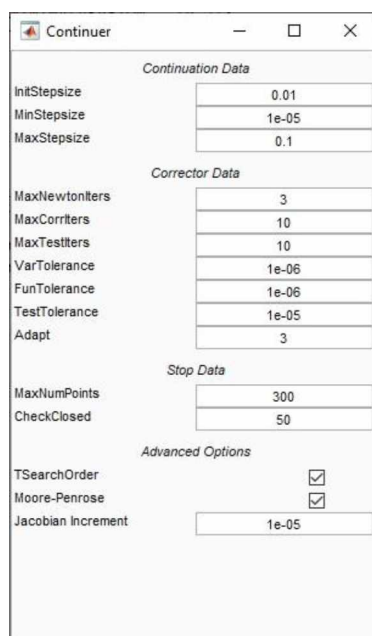 Continuer
Continuation Data
InitStepsize 0.01
MinStepsize 1e-05
MaxStepsize 0.1
Corrector Data
MaxNewtonIters 3
MaxCorrIters 10
MaxTestIters 10
VarTolerance 1e-06
FunTolerance 1e-06
TestTolerance 1e-05
Adapt 3
Stop Data
MaxNumPoints 300
CheckClosed 50
Advanced Options
TSearchOrder
Moore-Penrose
Jacobian Increment 1e-05